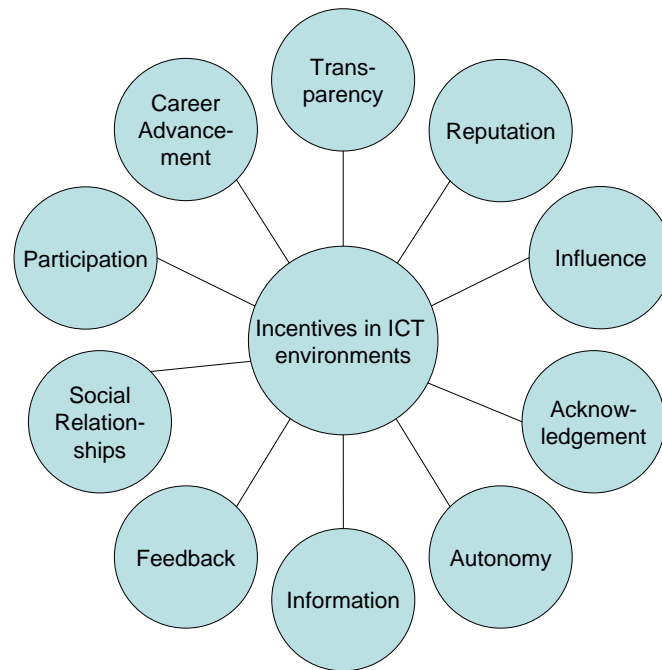 Trans-
parency
Career
Advance-
ment
Reputation
Participation
Influence
Incentives in ICT
environments
Social
Relation-
ships
Acknow-
ledgement
Feedback
Autonomy
Information